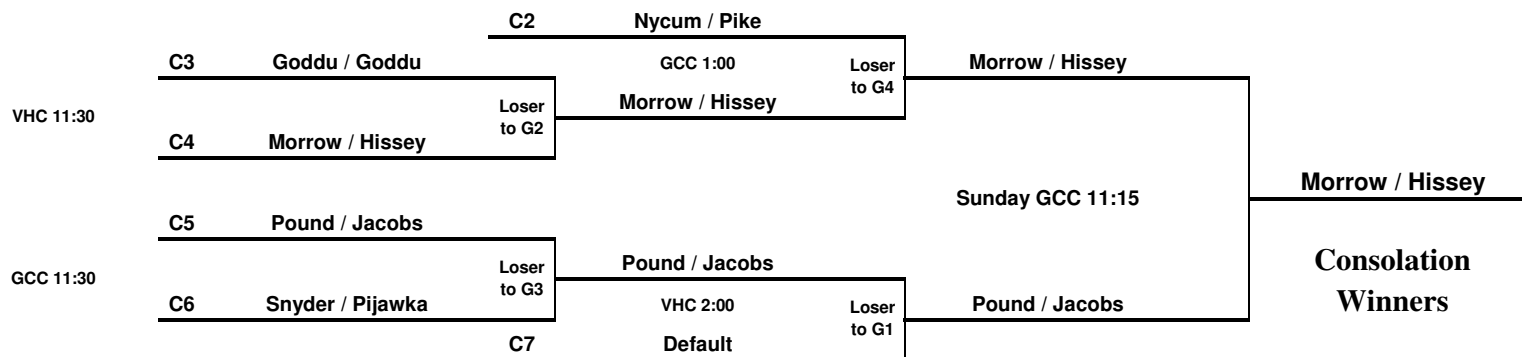 C2 Nycum / Pike
C3 Goddu / Goddu GCC 1:00 Loser Morrow / Hissey
to G4
VHC 11:30 Loser Morrow / Hissey
to G2
C4 Morrow / Hissey
Sunday GCC 11:15 Morrow / Hissey
C5 Pound / Jacobs
GCC 11:30 Loser Pound / Jacobs Consolation
to G3
C6 Snyder / Pijawka VHC 2:00 Loser Pound / Jacobs Winners
to G1
C7 Default